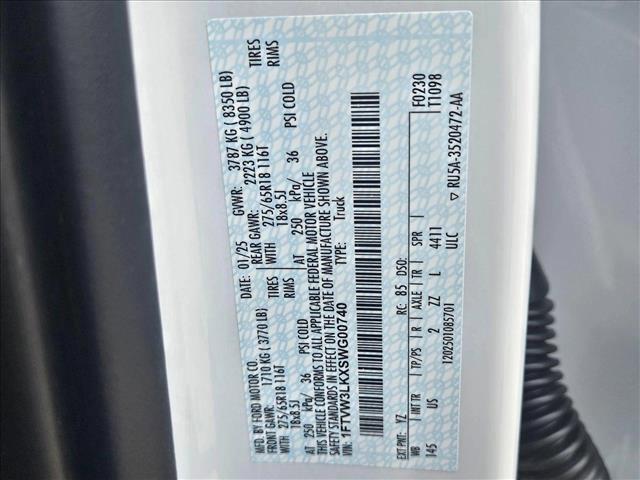 MFD. BY FORD MOTOR CO.
01/25 GVWR: 3787 KG ( 8350 LB)
FRONT GAWR: 1710 KG ( 3770 LB) REAR GAWR: 2223 KG ( 4900 LB)
275/65R18 116T TIRES WITH 275/65R18 116T TIRES
18x8.5J RIMS 18x8.5J RIMS
AT 250 kPa/ 36 PSI COLD AT 250 kPa/ 36 PSI COLD
THIS VEHICLE CONFORMS TO ALL APPLICABLE FEDERAL MOTOR VEHICLE
SAFETY STANDARDS IN EFFECT ON THE DATE OF MANUFACTURE SHOWN ABOVE.
VIN: 1FTVW3LKXSWG00740 Truck
F0230
T1098
EXT PNT: YZ RC: 85 DSO:
WB INT TR TP/PS R AXLE TR SPR
145 US 2 ZZ L 4411
ULC
1202501085701 ▽ RU5A-3520472-AA